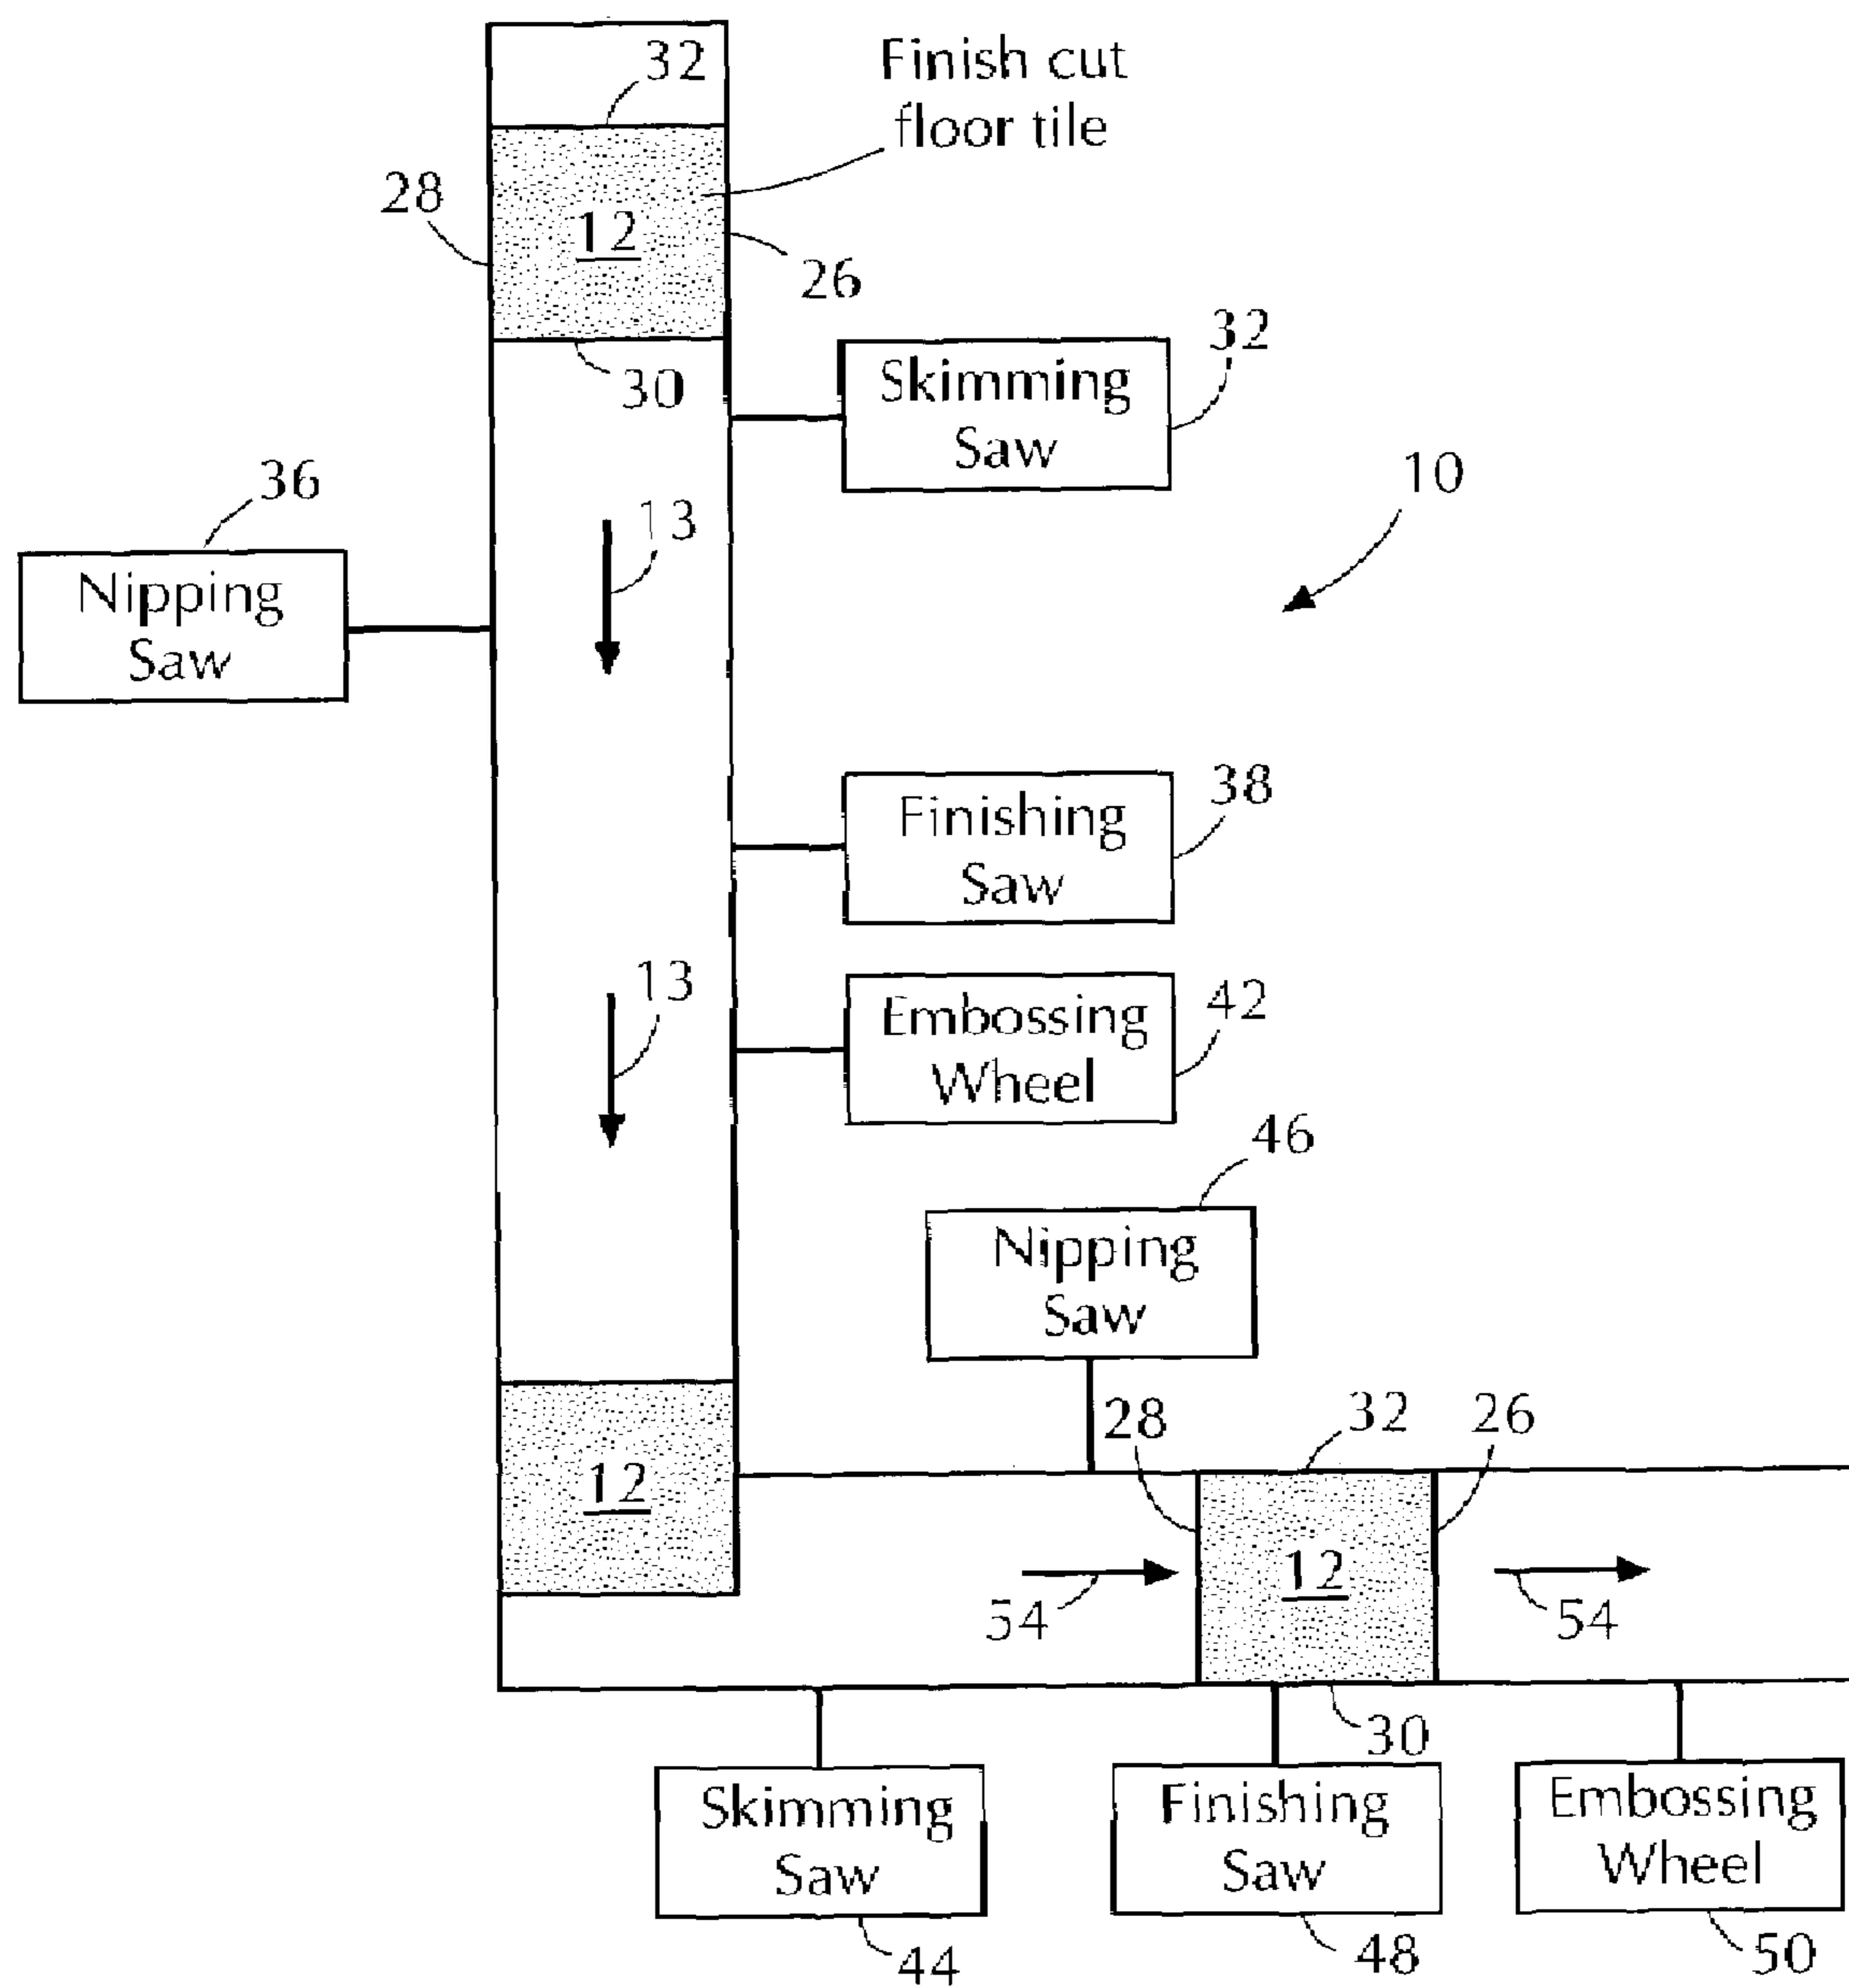 32
Finish cut
floor tile
28
12
26
30
32
Skimming
Saw
36
10
13
Nipping
Saw
38
Finishing
Saw
13
42
Embossing
Wheel
46
Nipping
Saw
28
32
26
12
12
54
54
30
Skimming
Saw
Finishing
Saw
Embossing
Wheel
44
48
50